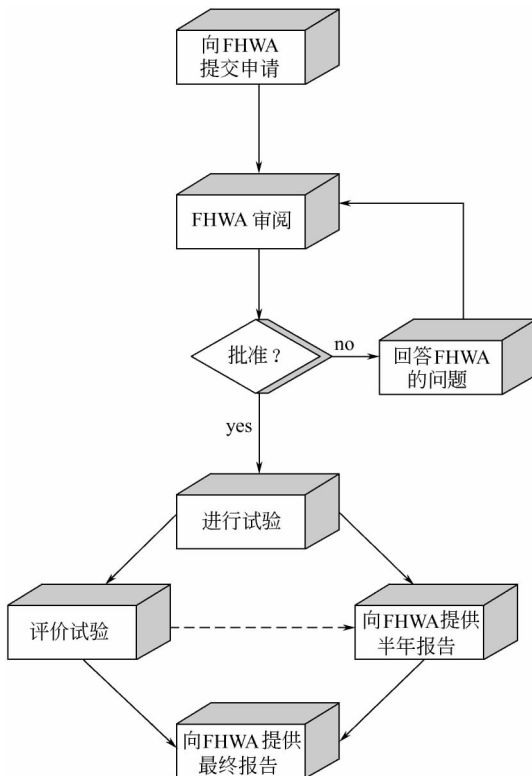 向FHWA
提交申请
FHWA 审阅
批准？
no
回答FHWA
的问题
yes
进行试验
评价试验
向FHWA提供
半年报告
向FHWA提供
最终报告